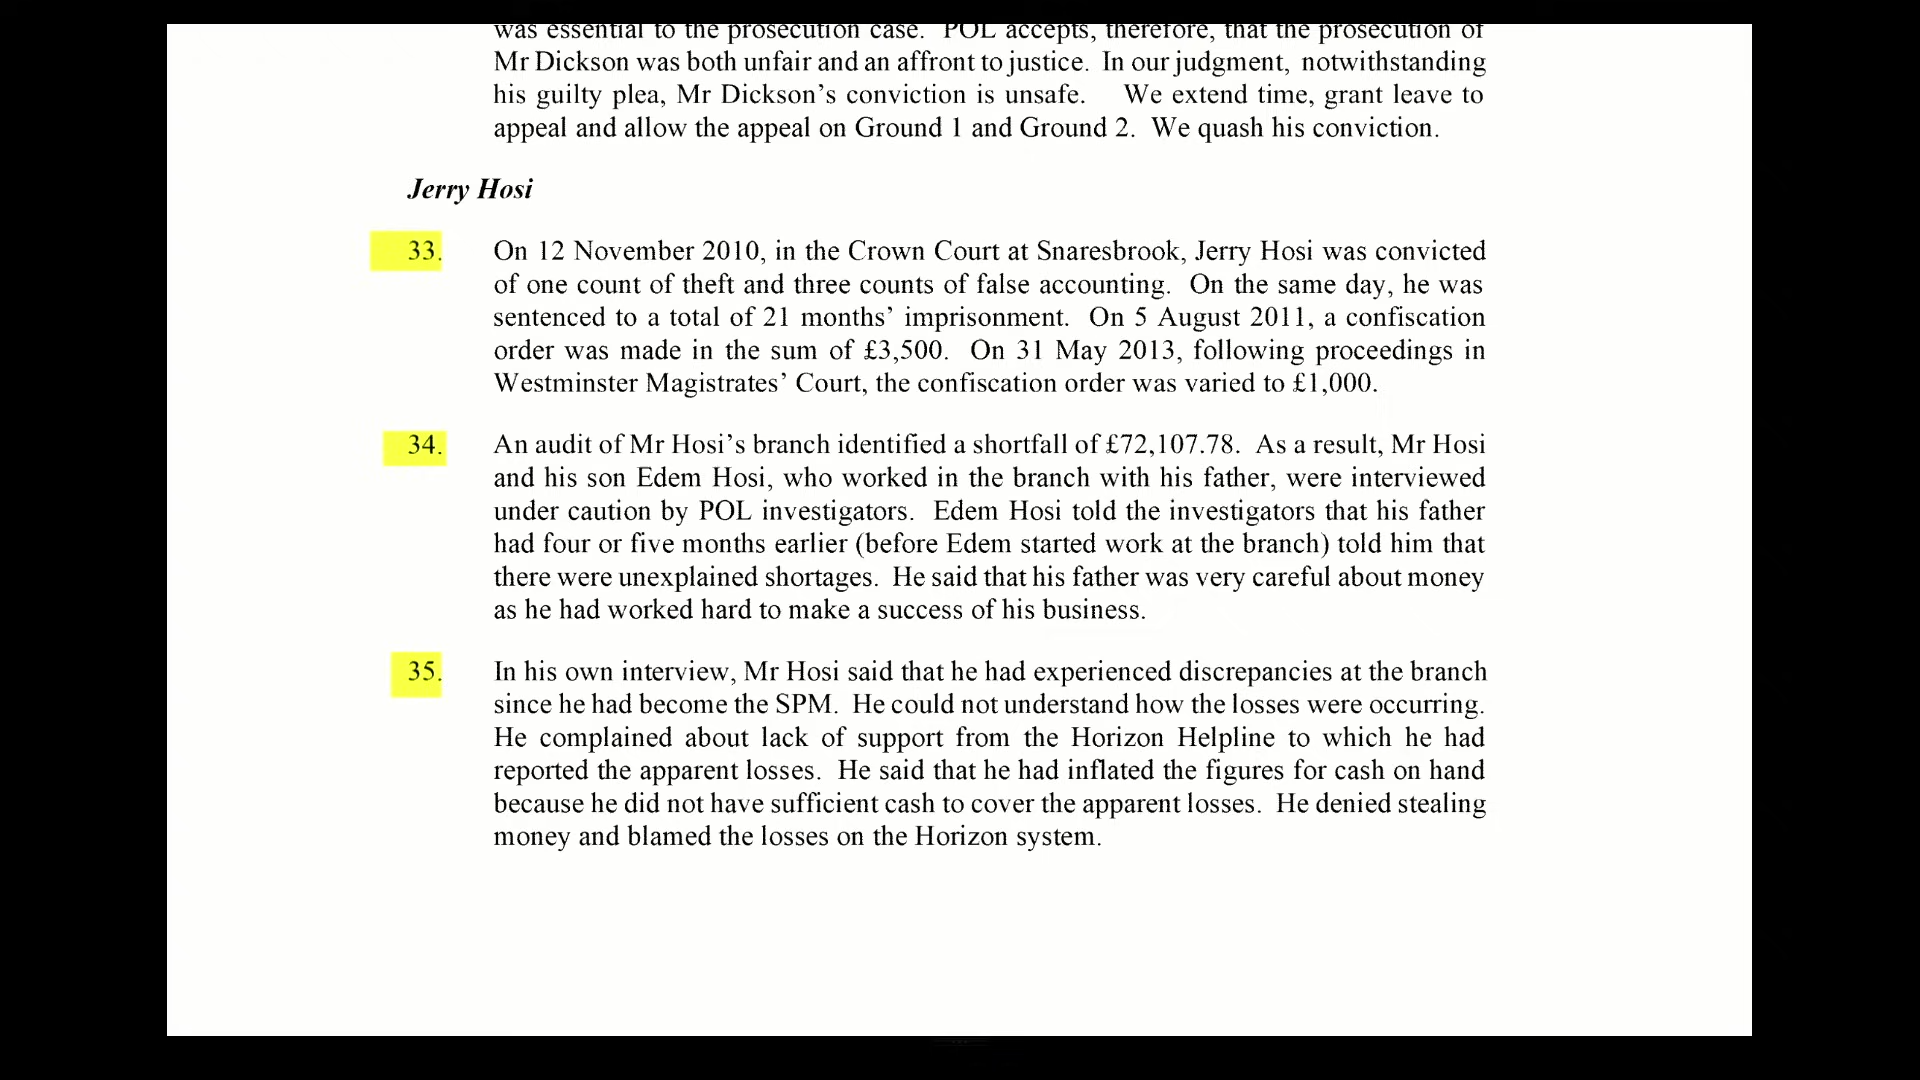 was essential to the prosecution case. POL accepts, therefore, that the prosecution of
Mr Dickson was both unfair and an affront to justice. In our judgment, notwithstanding
his guilty plea, Mr Dickson’s conviction is unsafe. We extend time, grant leave to
appeal and allow the appeal on Ground 1 and Ground 2. We quash his conviction.
Jerry Hosi
33. On 12 November 2010, in the Crown Court at Snaresbrook, Jerry Hosi was convicted
of one count of theft and three counts of false accounting. On the same day, he was
sentenced to a total of 21 months’ imprisonment. On 5 August 2011, a confiscation
order was made in the sum of £3,500. On 31 May 2013, following proceedings in
Westminster Magistrates’ Court, the confiscation order was varied to £1,000.
34. An audit of Mr Hosi’s branch identified a shortfall of £72,107.78. As a result, Mr Hosi
and his son Edem Hosi, who worked in the branch with his father, were interviewed
under caution by POL investigators. Edem Hosi told the investigators that his father
had four or five months earlier (before Edem started work at the branch) told him that
there were unexplained shortages. He said that his father was very careful about money
as he had worked hard to make a success of his business.
35. In his own interview, Mr Hosi said that he had experienced discrepancies at the branch
since he had become the SPM. He could not understand how the losses were occurring.
He complained about lack of support from the Horizon Helpline to which he had
reported the apparent losses. He said that he had inflated the figures for cash on hand
because he did not have sufficient cash to cover the apparent losses. He denied stealing
money and blamed the losses on the Horizon system.